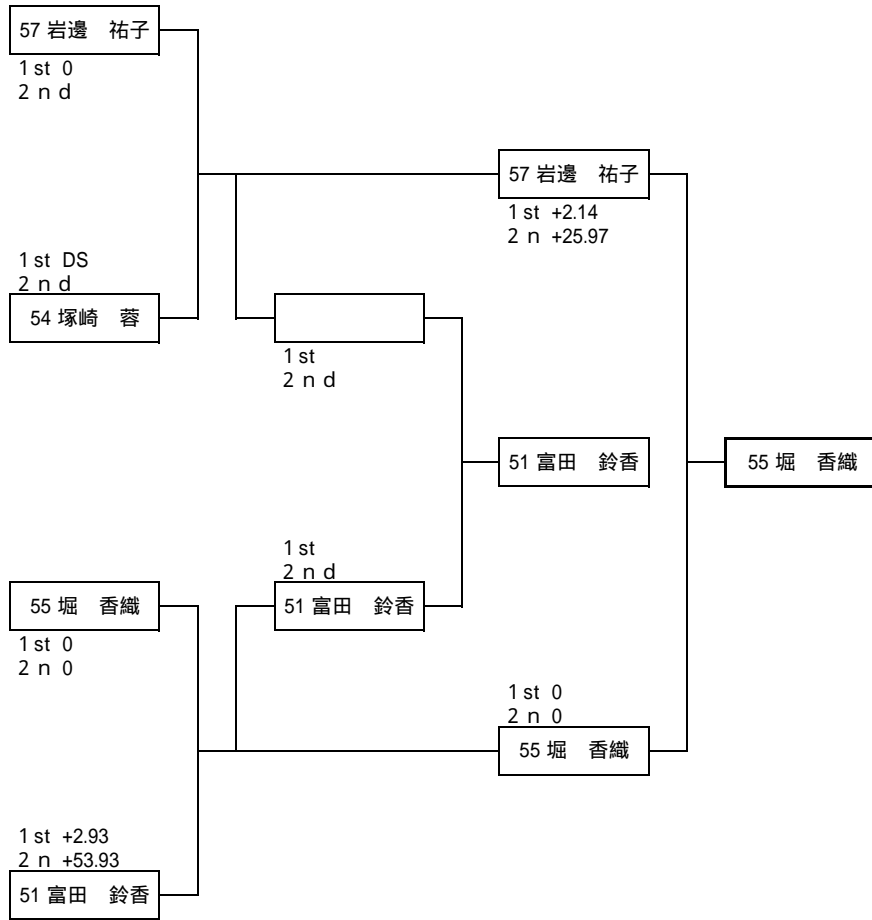 57 岩邊　祐子
1 st 0
2 n d
57 岩邊　祐子
1 st +2.14
2 n +25.97
1 st DS
2 n d
54 塚崎　蓉
1 st
2 n d
51 富田　鈴香
55 堀　香織
1 st
2 n d
51 富田　鈴香
55 堀　香織
1 st 0
2 n 0
1 st 0
2 n 0
55 堀　香織
1 st +2.93
2 n +53.93
51 富田　鈴香